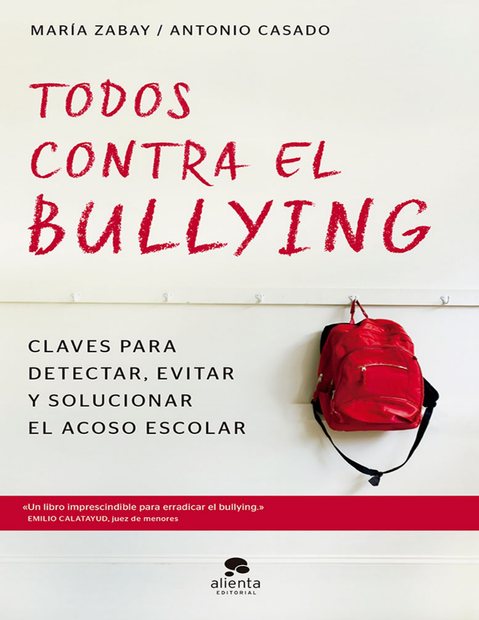 MARÍA ZABAY / ANTONIO CASADO
TODOS
CONTRA EL
BULLYING
CLAVES PARA
DETECTAR, EVITAR
Y SOLUCIONAR
EL ACOSO ESCOLAR
«Un libro imprescindible para erradicar el bullying.»
EMILIO CALATAYUD, juez de menores
alienta
EDITORIAL